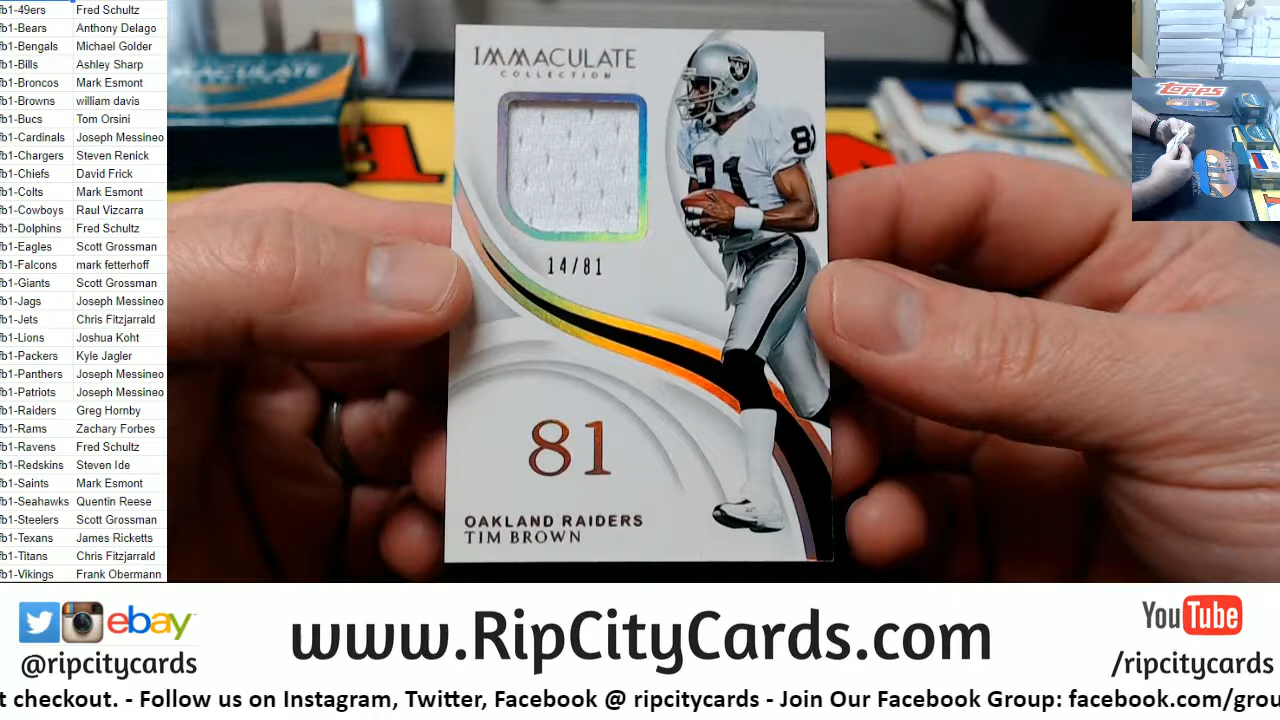 fb1-49ers Fred Schultz
fb1-Bears Anthony Delago
fb1-Bengals Michael Golder
fb1-Bills Ashley Sharp
fb1-Broncos Mark Esmont
fb1-Browns william davis
fb1-Bucs Tom Orsini
fb1-Cardinals Joseph Messineo
fb1-Chargers Steven Renick
fb1-Chiefs David Frick
fb1-Colts Mark Esmont
fb1-Cowboys Raul Vizcarra
fb1-Dolphins Fred Schultz
fb1-Eagles Scott Grossman
fb1-Falcons mark fetterhoff
fb1-Giants Scott Grossman
fb1-Jags Joseph Messineo
fb1-Jets Chris Fitzjarrald
fb1-Lions Joshua Koht
fb1-Packers Kyle Jagler
fb1-Panthers Joseph Messineo
fb1-Patriots Joseph Messineo
fb1-Raiders Greg Hornby
fb1-Rams Zachary Forbes
fb1-Ravens Fred Schultz
fb1-Redskins Steven Ide
fb1-Saints Mark Esmont
fb1-Seahawks Quentin Reese
fb1-Steelers Scott Grossman
fb1-Texans James Ricketts
fb1-Titans Chris Fitzjarrald
fb1-Vikings Frank Obermann
IMMACULATE
IMMACULATE
COLLECTION
81
81
14/81
81
OAKLAND RAIDERS
TIM BROWN
Topps
ebay
@ripcitycards
www.RipCityCards.com
YouTube
/ripcitycards
t checkout. - Follow us on Instagram, Twitter, Facebook @ ripcitycards - Join Our Facebook Group: facebook.com/grou